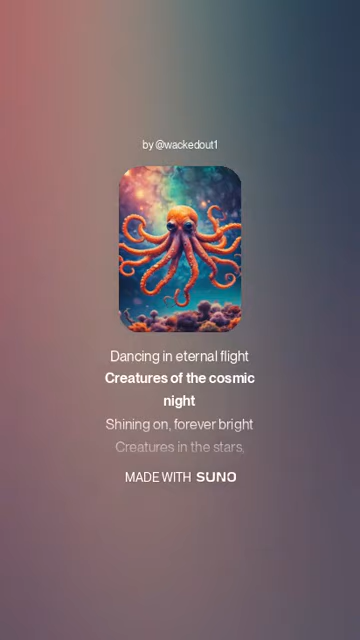 by @wackedout1
Dancing in eternal flight
Creatures of the cosmic
night
Shining on, forever bright
Creatures in the stars,
MADE WITH SUNO